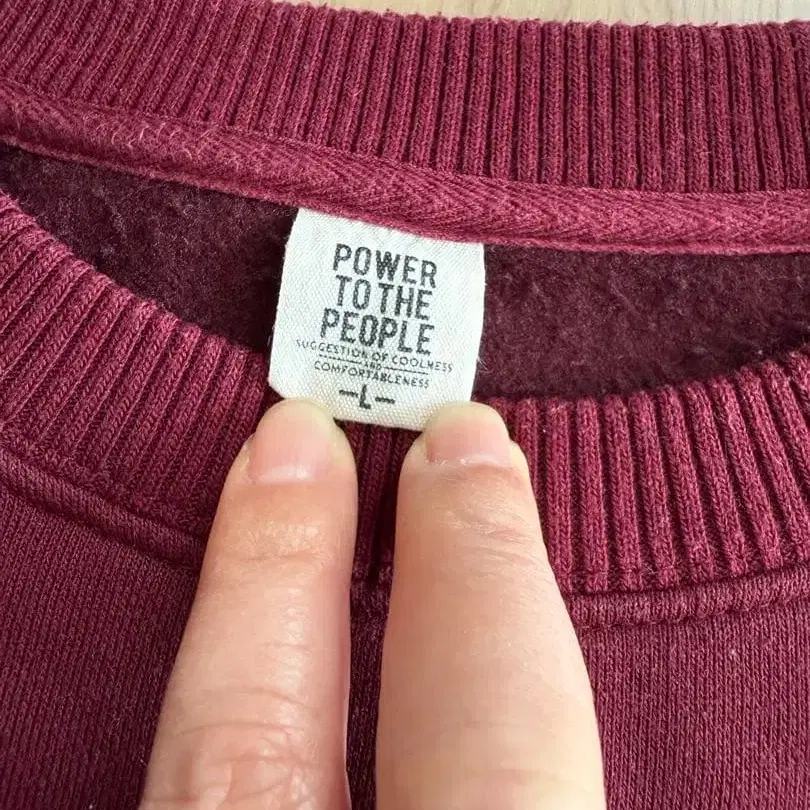 POWER
TO THE
PEOPLE
SUGGESTION OF COOLNESS
AND
COMFORTABLENESS
-L-